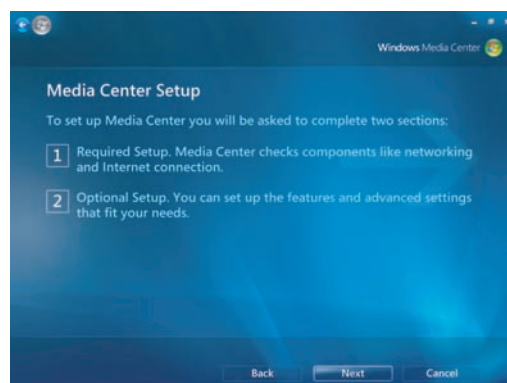 Windows Media Center
Media Center Setup
To set up Media Center you will be asked to complete two sections:
1 Required Setup. Media Center checks components like networking
and Internet connection.
2 Optional Setup. You can set up the features and advanced settings
that fit your needs.
Back Next Cancel